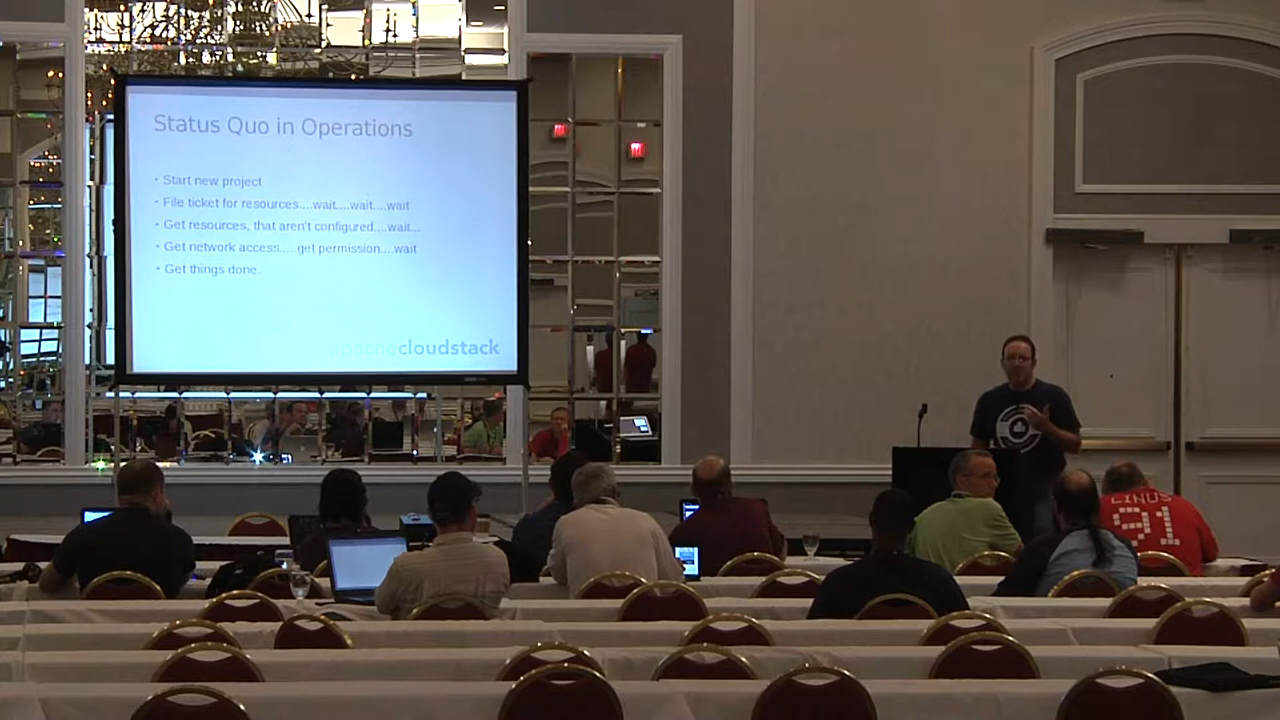 Status Quo in Operations
• Start new project
• File ticket for resources....wait....wait....wait
• Get resources, that aren't configured....wait...
• Get network access.....get permission....wait
• Get things done.
apachecloudstack
LINUS
91